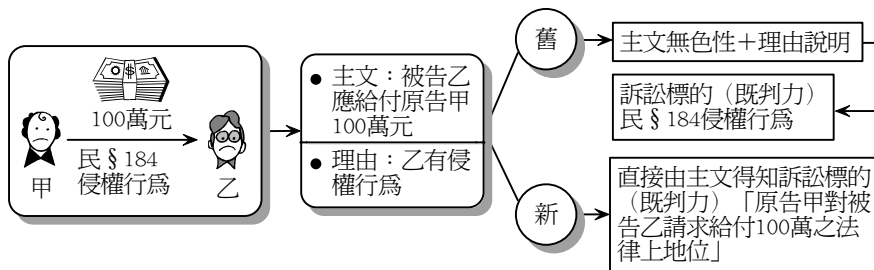 100萬元
民§184
侵權行為
甲
乙
● 主文：被告乙
應給付原告甲
100萬元
● 理由：乙有侵
權行為
舊
主文無色性＋理由說明
訴訟標的（既判力）
民§184侵權行為
新
直接由主文得知訴訟標的
（既判力）「原告甲對被
告乙請求給付100萬之法
律上地位」